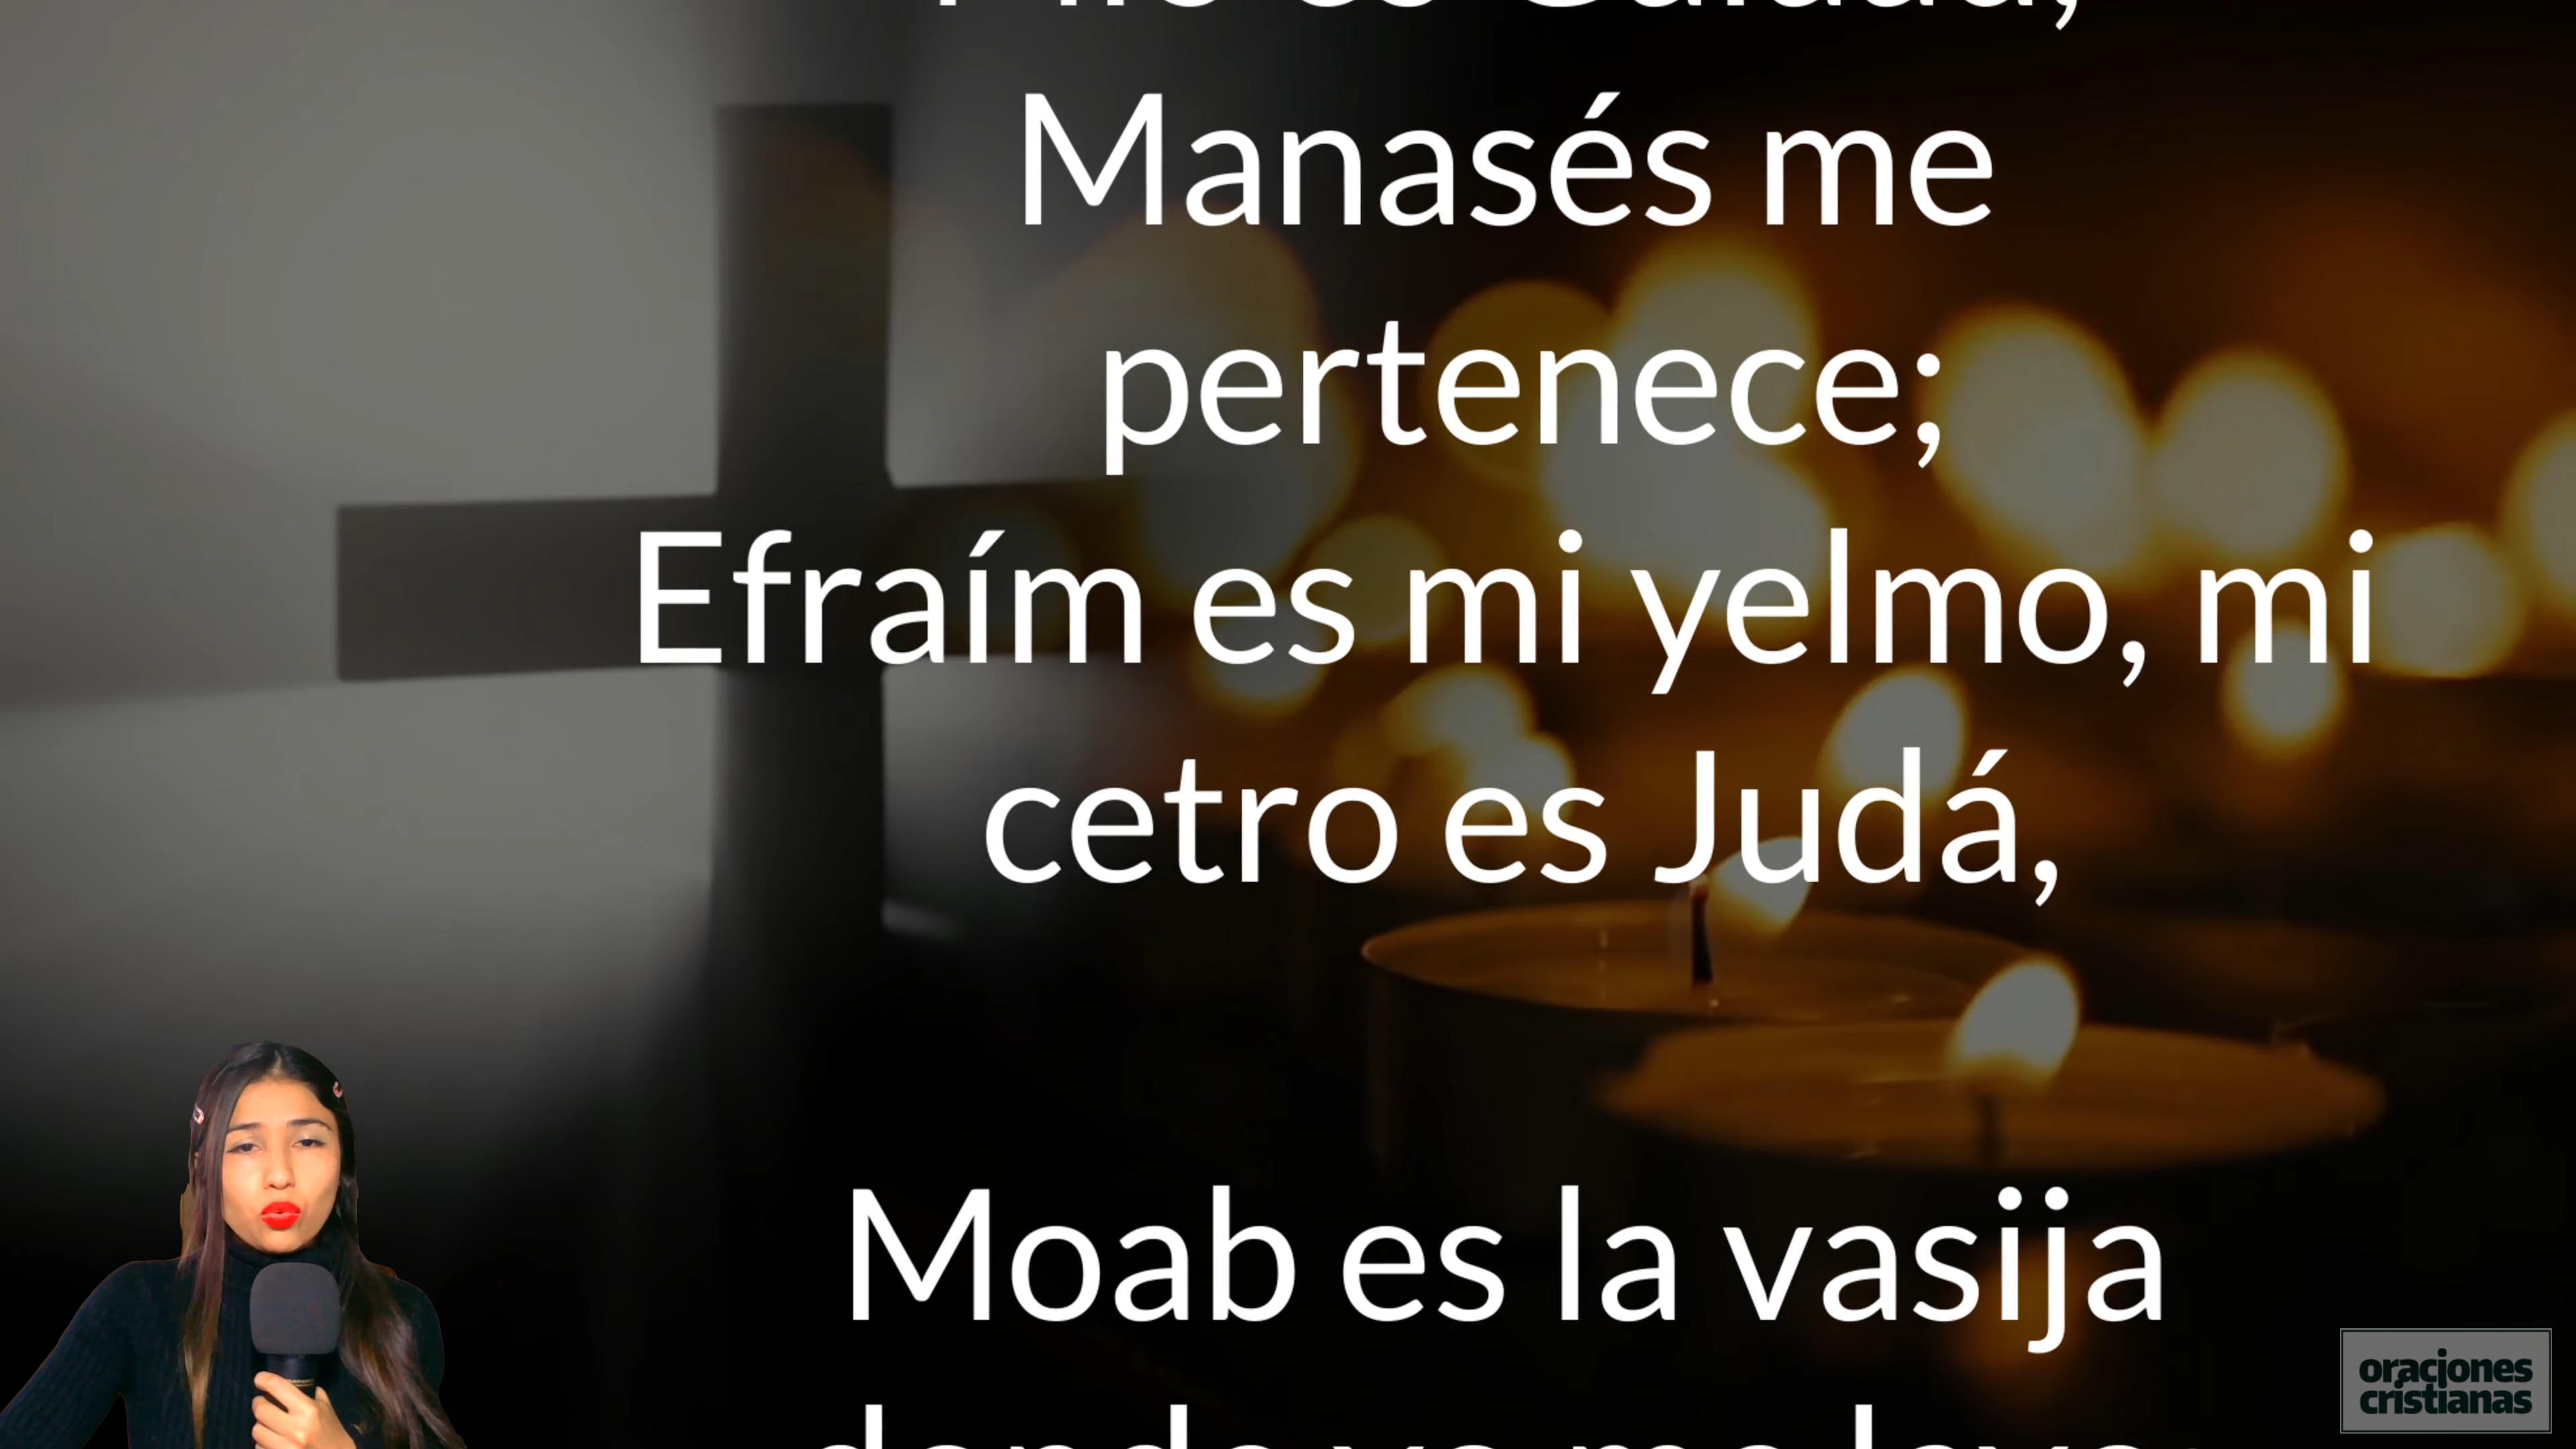 Manasés me
pertenece;
Efraím es mi yelmo, mi
cetro es Judá,
Moab es la vasija
oraciones
cristianas